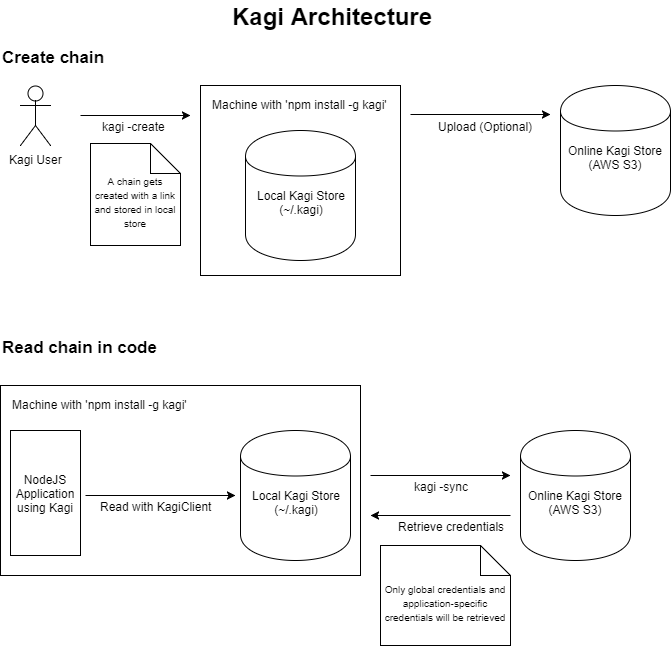 Kagi Architecture
Create chain
Kagi User
kagi -create
A chain gets
created with a link
and stored in local
store
Machine with 'npm install -g kagi'
Local Kagi Store
(~/.kagi)
Upload (Optional)
Online Kagi Store
(AWS S3)
Read chain in code
Machine with 'npm install -g kagi'
NodeJS
Application
using Kagi
Read with KagiClient
Local Kagi Store
(~/.kagi)
kagi -sync
Retrieve credentials
Online Kagi Store
(AWS S3)
Only global credentials and
application-specific
credentials will be retrieved